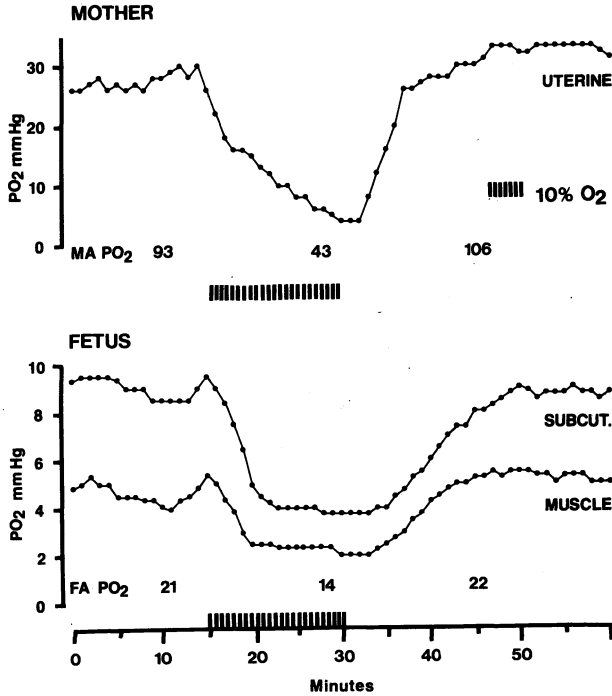 MOTHER
30
20
10
0
PO2 mmHg
UTERINE
10% O2
MA PO2 93 43 106
FETUS
10
8
6
4
2
0
PO2 mmHg
SUBCUT.
MUSCLE
FA PO2 21 14 22
0 10 20 30 40 50
Minutes